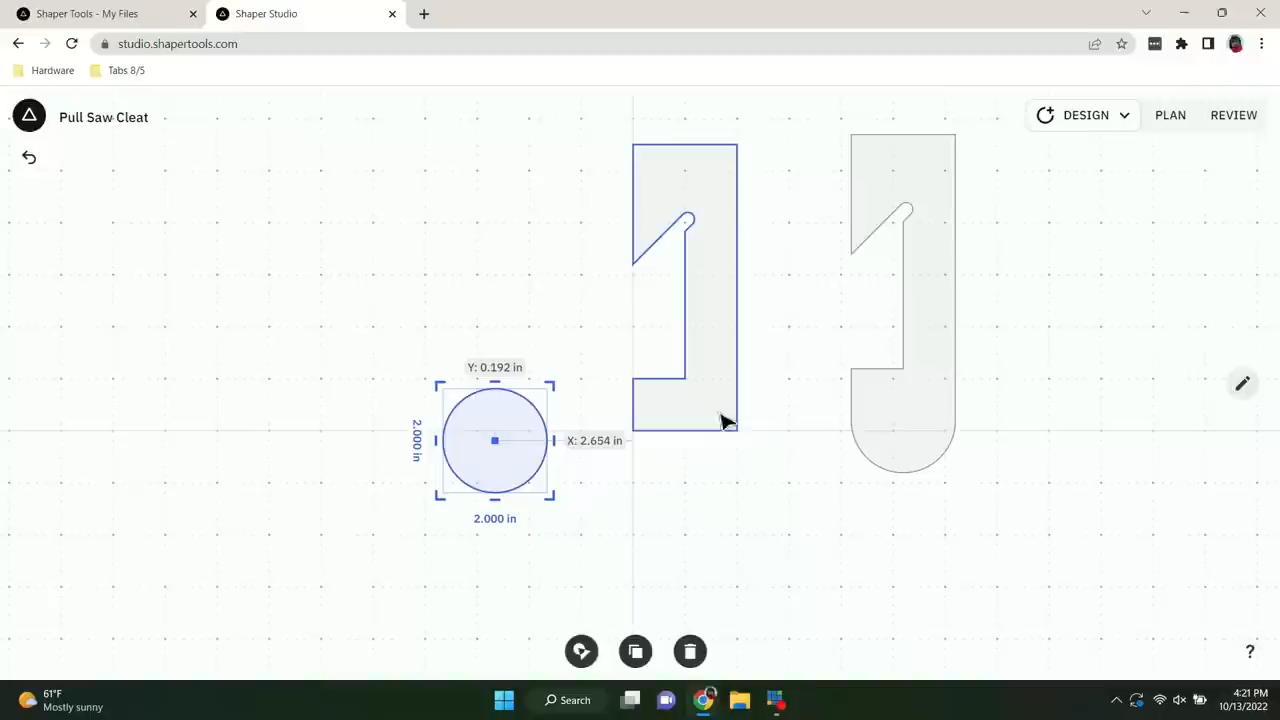 Shaper Tools - My Files
Shaper Studio
studio.shapertools.com
Hardware
Tabs 8/5
Pull Saw Cleat
DESIGN
PLAN
REVIEW
Y: 0.192 in
2.000 in
X: 2.654 in
2.000 in
?
61°F
Mostly sunny
Search
4:21 PM
10/13/2022